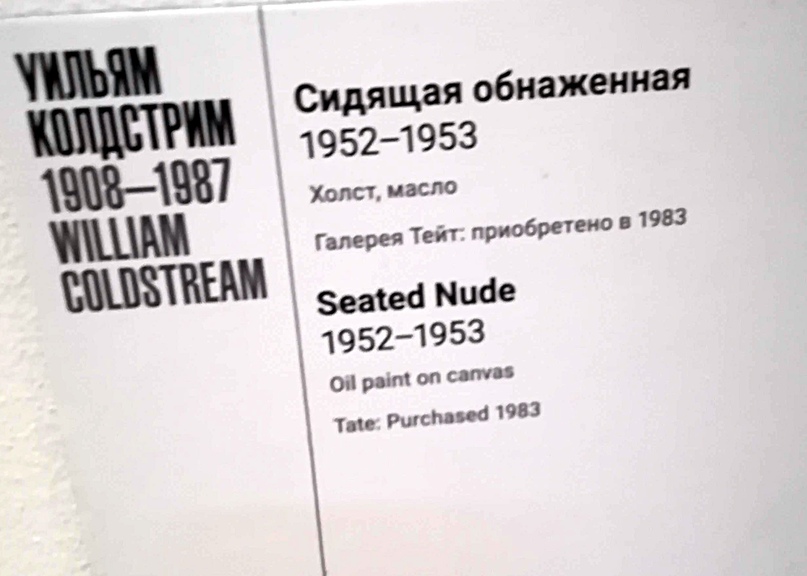 УИЛЬЯМ
КОЛДСТРИМ
1908—1987
WILLIAM
COLDSTREAM
Сидящая обнаженная
1952–1953
Холст, масло
Галерея Тейт: приобретено в 1983
Seated Nude
1952–1953
Oil paint on canvas
Tate: Purchased 1983